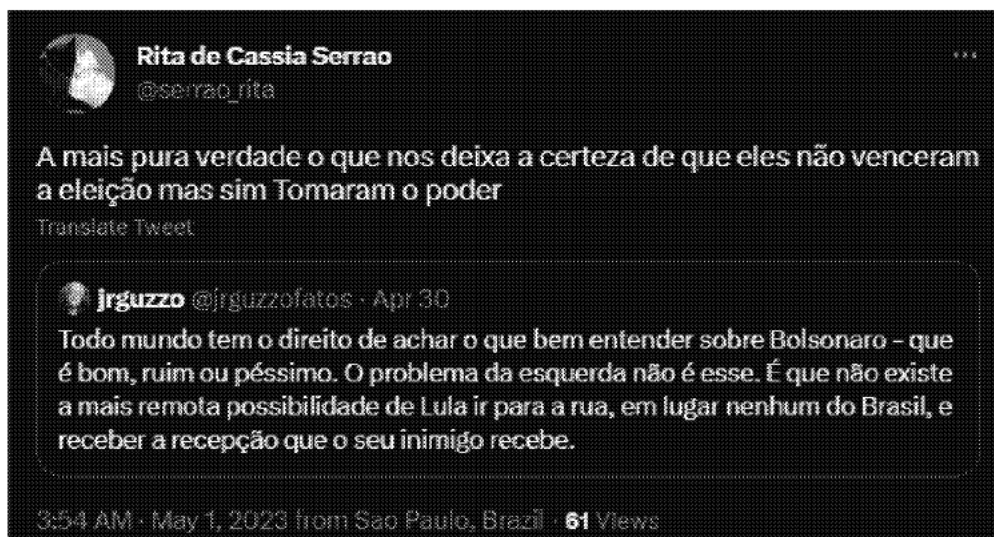 Rita de Cassia Serrao
@serrao_rita
A mais pura verdade o que nos deixa a certeza de que eles não venceram
a eleição mas sim Tomaram o poder
Translate Tweet
jrguzzo @jrguzzofatos · Apr 30
Todo mundo tem o direito de achar o que bem entender sobre Bolsonaro – que
é bom, ruim ou péssimo. O problema da esquerda não é esse. É que não existe
a mais remota possibilidade de Lula ir para a rua, em lugar nenhum do Brasil, e
receber a recepção que o seu inimigo recebe.
3:54 AM · May 1, 2023 from Sao Paulo, Brazil · 61 Views